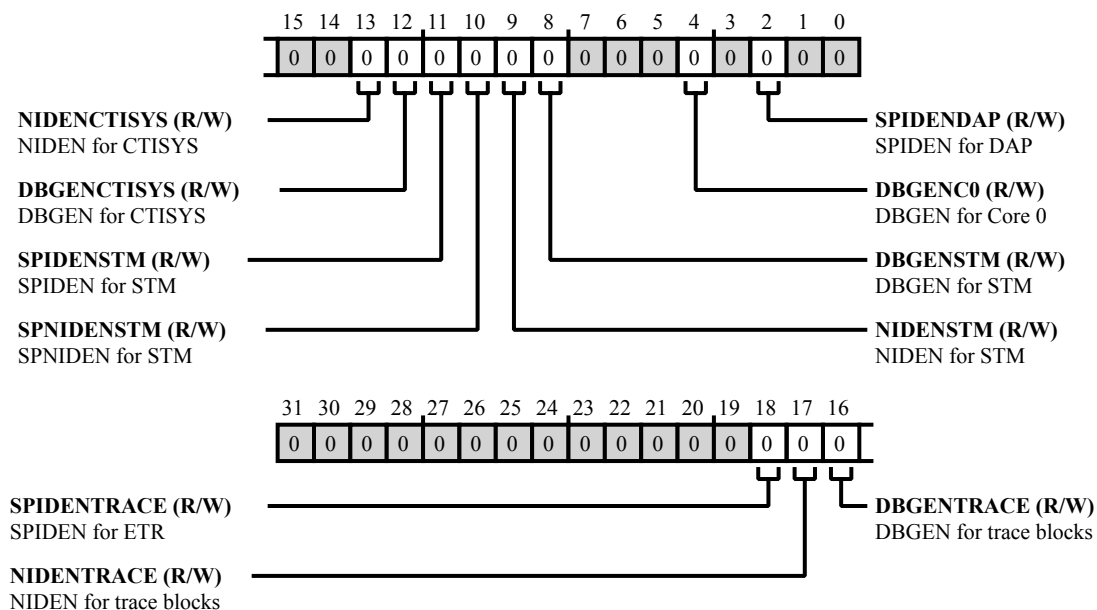 15 14 13 12 11 10 9 8 7 6 5 4 3 2 1 0
0 0 0 0 0 0 0 0 0 0 0 0 0 0 0 0
NIDENCTISYS (R/W)
NIDEN for CTISYS
DBGENCTISYS (R/W)
DBGEN for CTISYS
SPIDENSTM (R/W)
SPIDEN for STM
SPNIDENSTM (R/W)
SPNIDEN for STM
SPIDENDAP (R/W)
SPIDEN for DAP
DBGENC0 (R/W)
DBGEN for Core 0
DBGENSTM (R/W)
DBGEN for STM
NIDENSTM (R/W)
NIDEN for STM
31 30 29 28 27 26 25 24 23 22 21 20 19 18 17 16
0 0 0 0 0 0 0 0 0 0 0 0 0 0 0 0
SPIDENTRACE (R/W)
SPIDEN for ETR
NIDENTRACE (R/W)
NIDEN for trace blocks
DBGENTRACE (R/W)
DBGEN for trace blocks